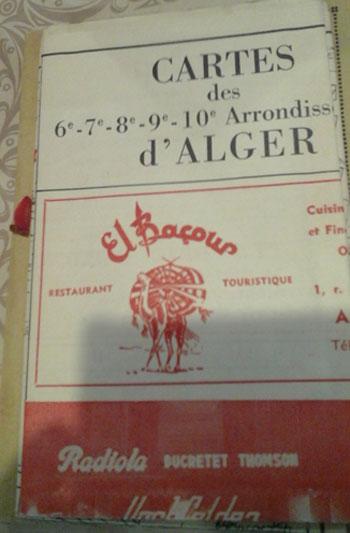 CARTES
des
6e-7e-8e-9e-10e Arrondiss
d'ALGER
El Baçour
Cuisin
et Fin
RESTAURANT TOURISTIQUE
1, r.
A
Tél
Radiola DUCRETET THOMSON